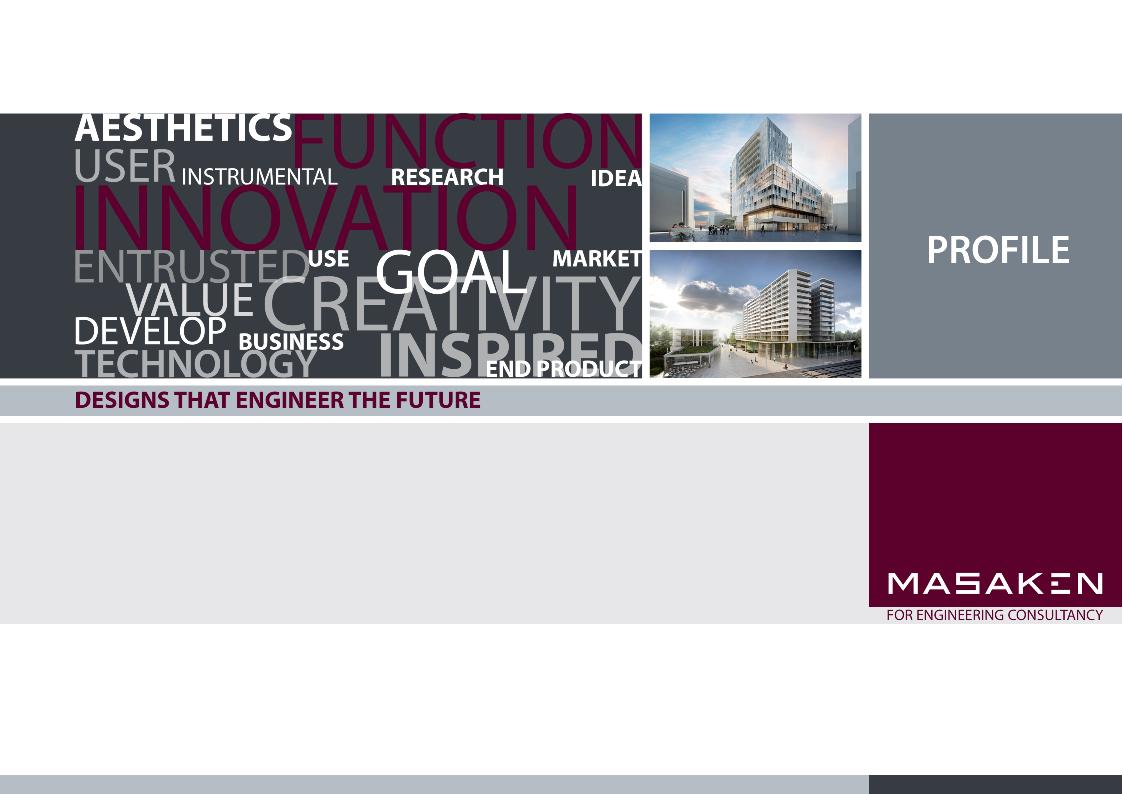 AESTHETICS FUNCTION
USER INSTRUMENTAL RESEARCH IDEA
INNOVATION
ENTRUSTED USE GOAL MARKET
VALUE CREATIVITY
DEVELOP BUSINESS INSPIRED
TECHNOLOGY END PRODUCT
PROFILE
DESIGNS THAT ENGINEER THE FUTURE
MASAKEN
FOR ENGINEERING CONSULTANCY